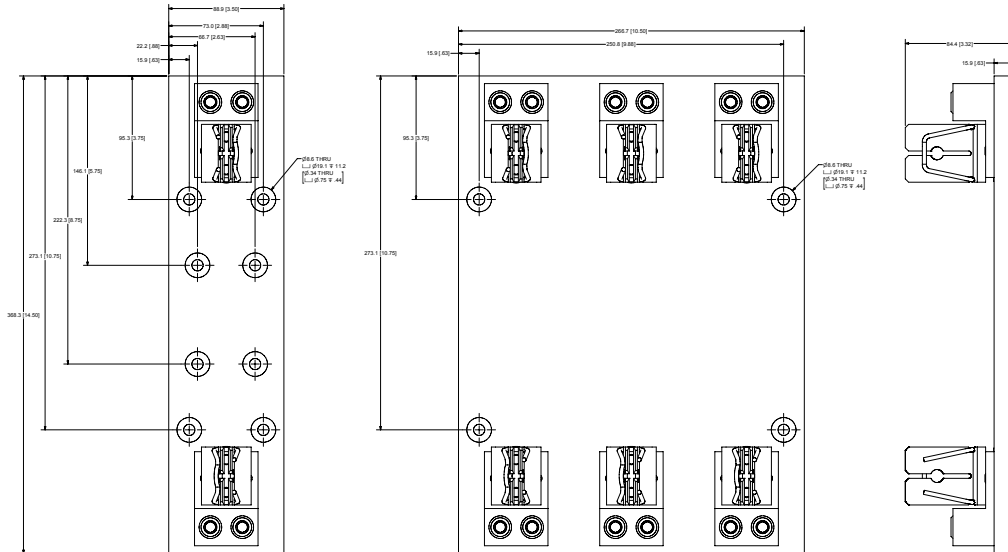 88.9 [3.50]
73.0 [2.88]
66.7 [2.63]
22.2 [.88]
15.9 [.63]
95.3 [3.75]
146.1 [5.75]
222.3 [8.75]
273.1 [10.75]
368.3 [14.50]
Ø8.6 THRU
⌴ Ø19.1 ↧ 11.2
[Ø.34 THRU
⌴ Ø.75 ↧ .44]
266.7 [10.50]
250.8 [9.88]
15.9 [.63]
95.3 [3.75]
273.1 [10.75]
Ø8.6 THRU
⌴ Ø19.1 ↧ 11.2
[Ø.34 THRU
⌴ Ø.75 ↧ .44]
84.4 [3.32]
15.9 [.63]